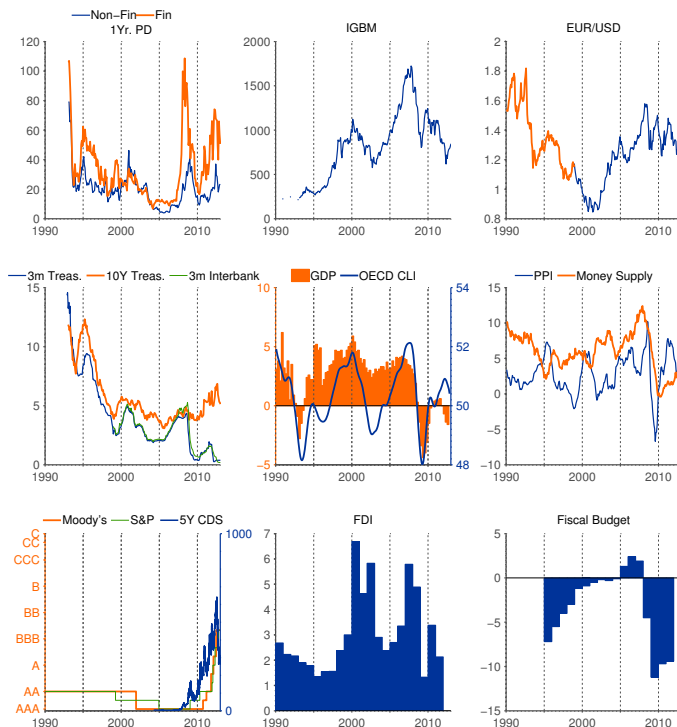 Non-Fin Fin
1Yr. PD
120
100
80
60
40
20
0
1990 2000 2010
IGBM
2000
1500
1000
500
0
1990 2000 2010
EUR/USD
2
1.8
1.6
1.4
1.2
1
0.8
1990 2000 2010
3m Treas. 10Y Treas. 3m Interbank
15
10
5
0
1990 2000 2010
GDP OECD CLI
10
5
0
-5
54
52
50
48
1990 2000 2010
PPI Money Supply
15
10
5
0
-5
-10
1990 2000 2010
Moody's S&P 5Y CDS
C
CC
CCC
B
BB
BBB
A
AA
AAA
1000
0
1990 2000 2010
FDI
7
6
5
4
3
2
1
0
1990 2000 2010
Fiscal Budget
5
0
-5
-10
-15
1990 2000 2010